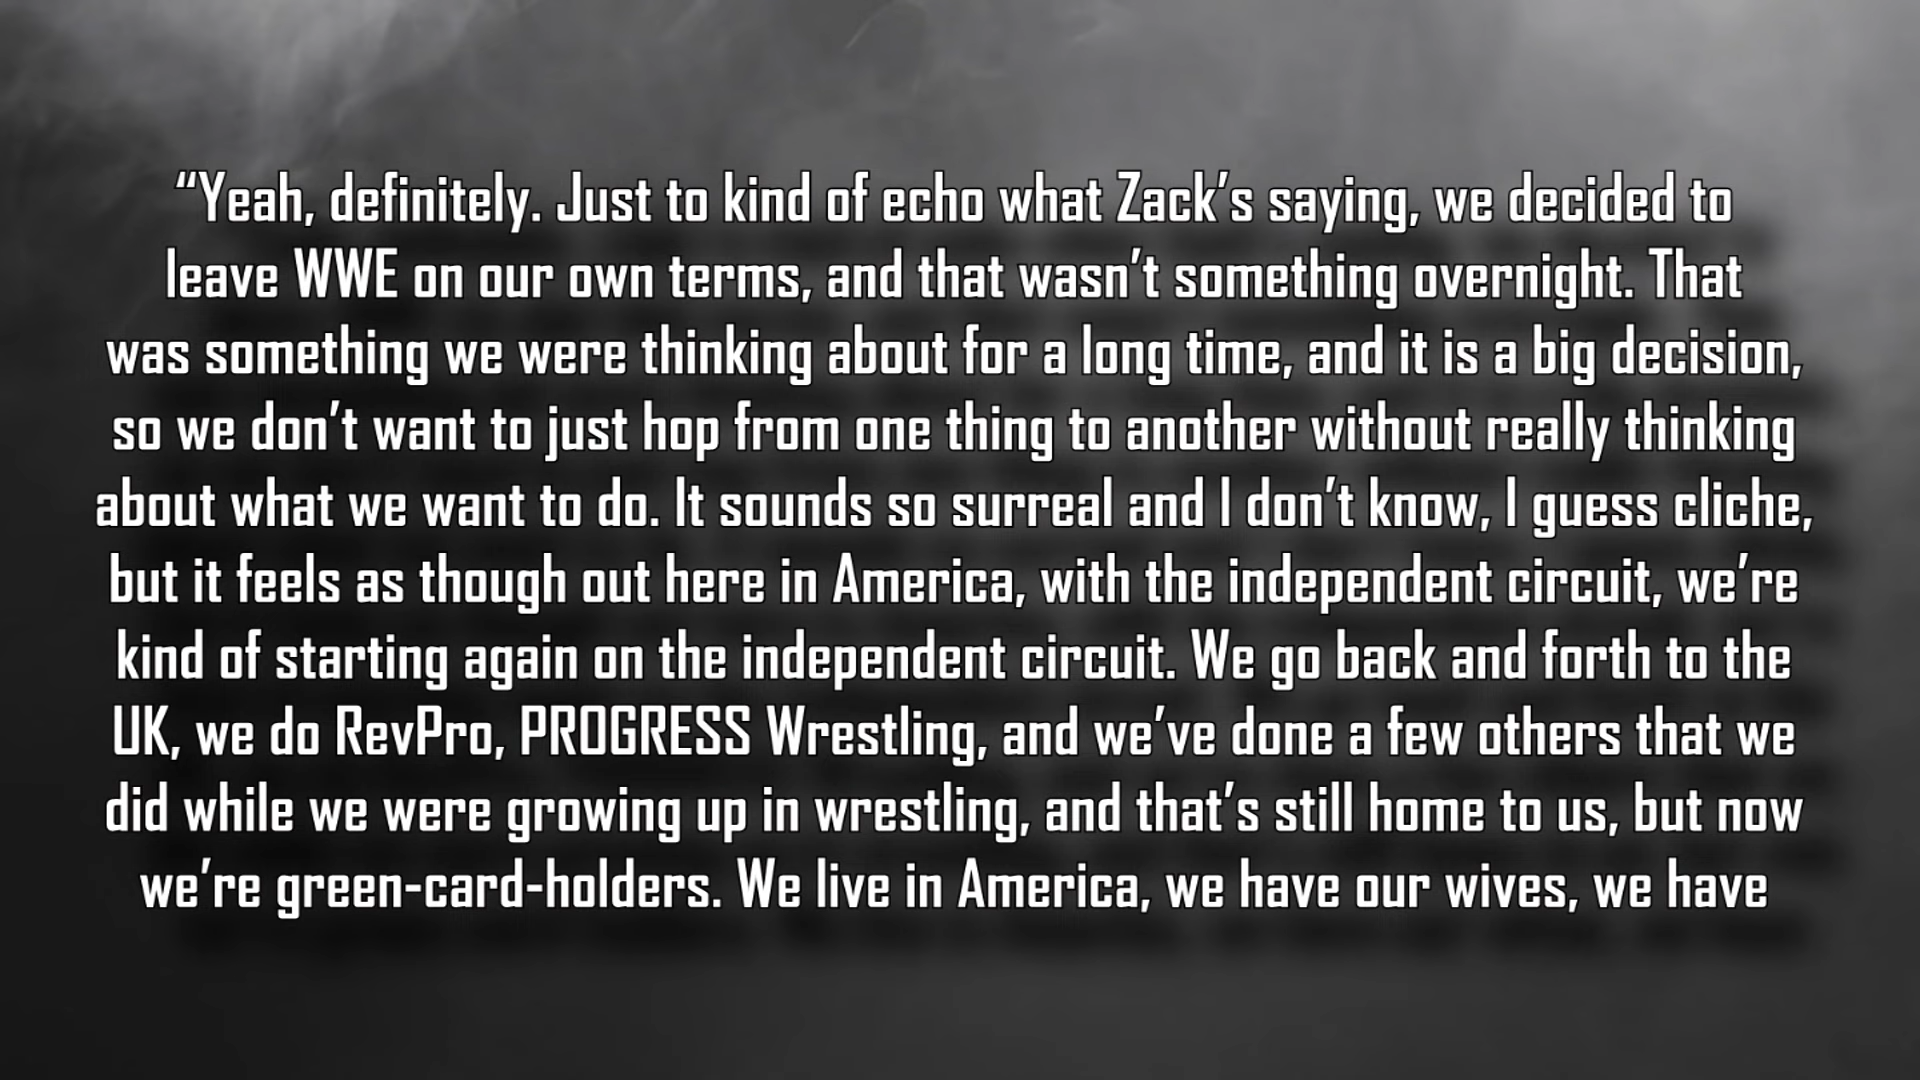 “Yeah, definitely. Just to kind of echo what Zack’s saying, we decided to
leave WWE on our own terms, and that wasn’t something overnight. That
was something we were thinking about for a long time, and it is a big decision,
so we don’t want to just hop from one thing to another without really thinking
about what we want to do. It sounds so surreal and I don’t know, I guess cliche,
but it feels as though out here in America, with the independent circuit, we’re
kind of starting again on the independent circuit. We go back and forth to the
UK, we do RevPro, PROGRESS Wrestling, and we’ve done a few others that we
did while we were growing up in wrestling, and that’s still home to us, but now
we’re green-card-holders. We live in America, we have our wives, we have